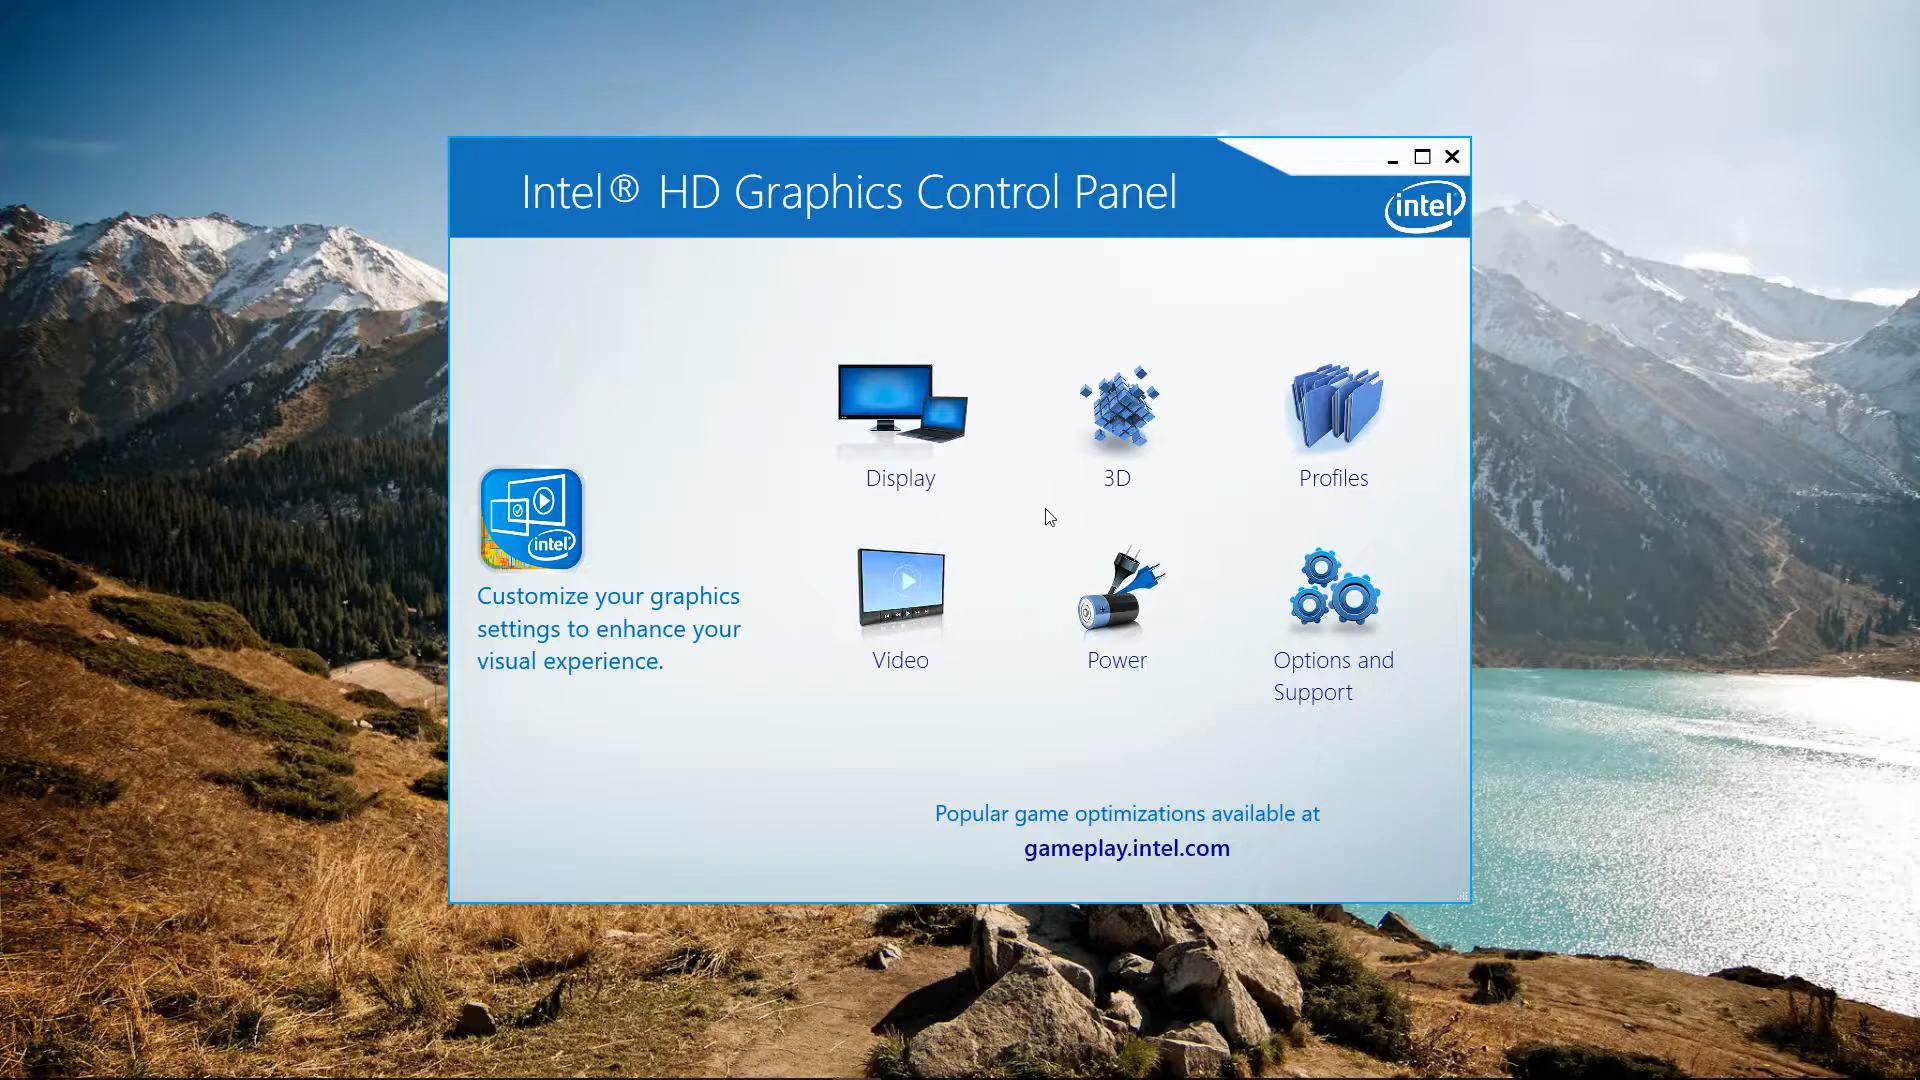 Intel® HD Graphics Control Panel
intel
Display
3D
Profiles
intel
Customize your graphics
settings to enhance your
visual experience.
Video
Power
Options and
Support
Popular game optimizations available at
gameplay.intel.com